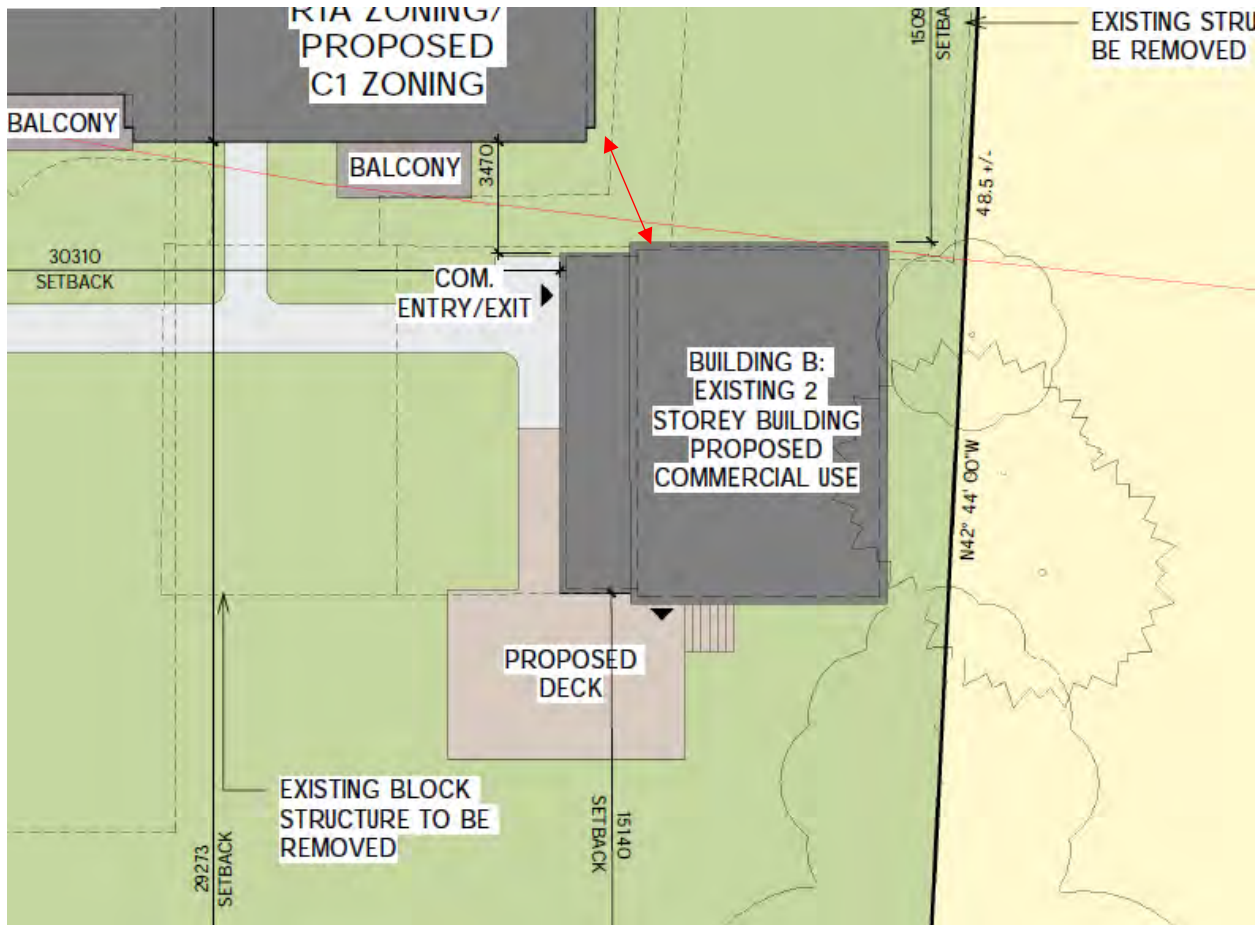 R1A ZONING/
PROPOSED
C1 ZONING
1509
SETBA
EXISTING STRU
BE REMOVED
BALCONY
BALCONY
3470
48.5 +/-
30310
SETBACK
COM.
ENTRY/EXIT
BUILDING B:
EXISTING 2
STOREY BUILDING
PROPOSED
COMMERCIAL USE
N42° 44' 00"W
PROPOSED
DECK
EXISTING BLOCK
STRUCTURE TO BE
REMOVED
29273
SETBACK
15140
SETBACK